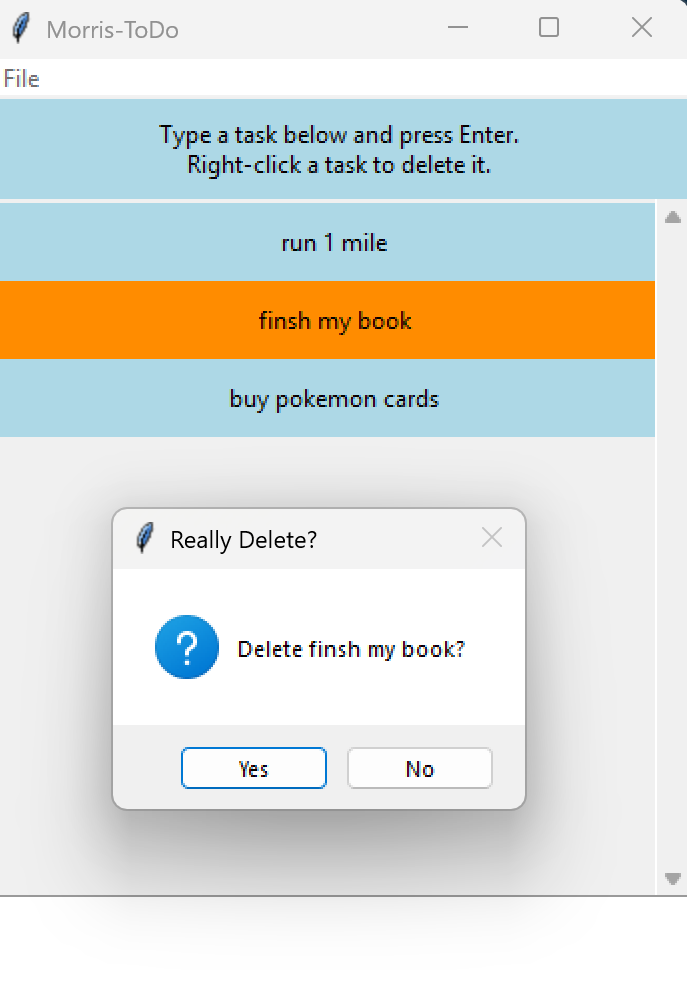 Morris-ToDo
File
Type a task below and press Enter.
Right-click a task to delete it.
run 1 mile
finsh my book
buy pokemon cards
Really Delete?
?
Delete finsh my book?
Yes
No